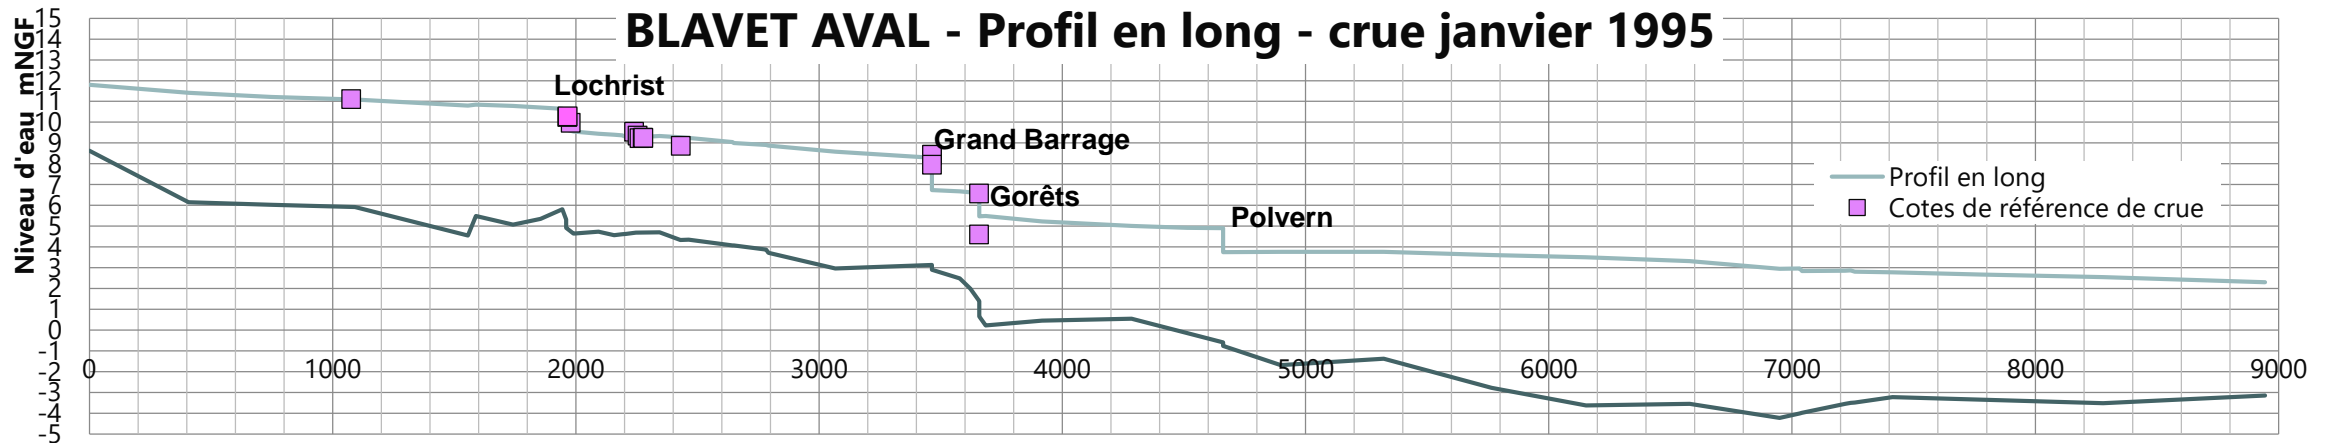 BLAVET AVAL - Profil en long - crue janvier 1995
Niveau d'eau mNGF
15
14
13
12
11
10
9
8
7
6
5
4
3
2
1
0
-1
-2
-3
-4
-5
Lochrist
Grand Barrage
Gorêts
Polvern
Profil en long
Cotes de référence de crue
0 1000 2000 3000 4000 5000 6000 7000 8000 9000